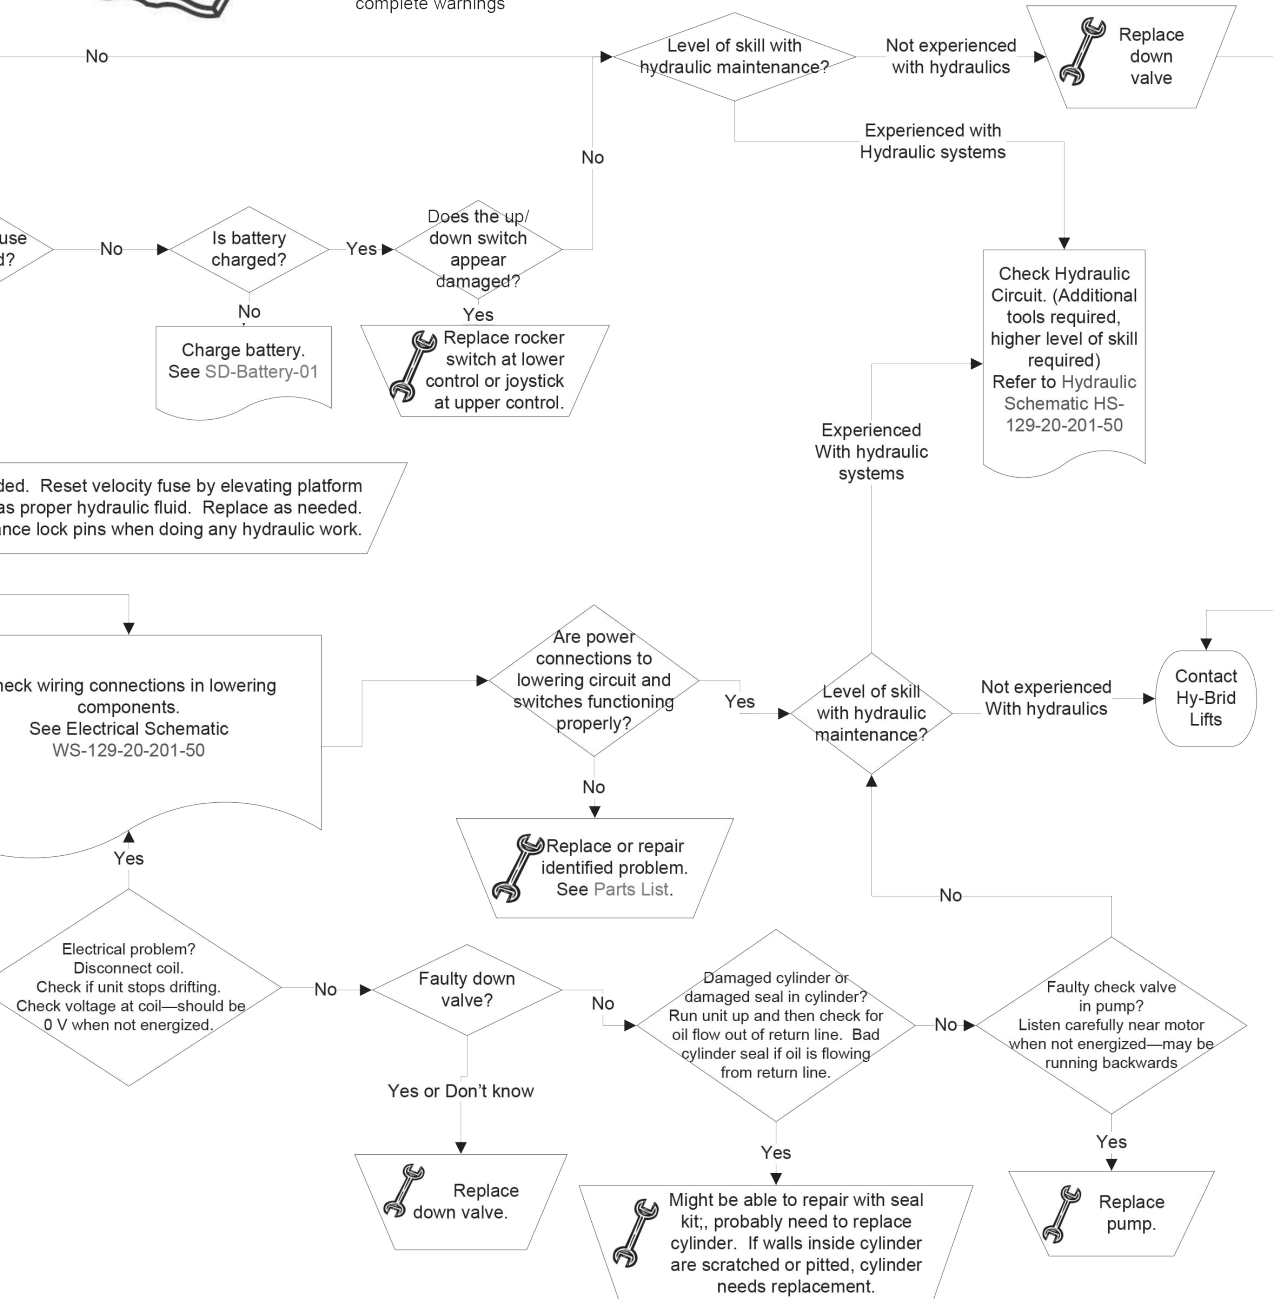 complete warnings
No
Level of skill with
hydraulic maintenance?
Not experienced
with hydraulics
Replace
down
valve
Experienced with
Hydraulic systems
No
use
d?
No
Is battery
charged?
Yes
Does the up/
down switch
appear
damaged?
No
Yes
Charge battery.
See SD-Battery-01
Replace rocker
switch at lower
control or joystick
at upper control.
Check Hydraulic
Circuit. (Additional
tools required,
higher level of skill
required)
Refer to Hydraulic
Schematic HS-
129-20-201-50
Experienced
With hydraulic
systems
ded.  Reset velocity fuse by elevating platform
as proper hydraulic fluid.  Replace as needed.
ance lock pins when doing any hydraulic work.
heck wiring connections in lowering
components.
See Electrical Schematic
WS-129-20-201-50
Are power
connections to
lowering circuit and
switches functioning
properly?
Yes
Level of skill
with hydraulic
maintenance?
Not experienced
With hydraulics
Contact
Hy-Brid
Lifts
No
Replace or repair
identified problem.
See Parts List.
Yes
No
Electrical problem?
Disconnect coil.
Check if unit stops drifting.
Check voltage at coil—should be
0 V when not energized.
No
Faulty down
valve?
No
Damaged cylinder or
damaged seal in cylinder?
Run unit up and then check for
oil flow out of return line.  Bad
cylinder seal if oil is flowing
from return line.
No
Faulty check valve
in pump?
Listen carefully near motor
when not energized—may be
running backwards
Yes or Don't know
Yes
Yes
Replace
down valve.
Might be able to repair with seal
kit;, probably need to replace
cylinder.  If walls inside cylinder
are scratched or pitted, cylinder
needs replacement.
Replace
pump.